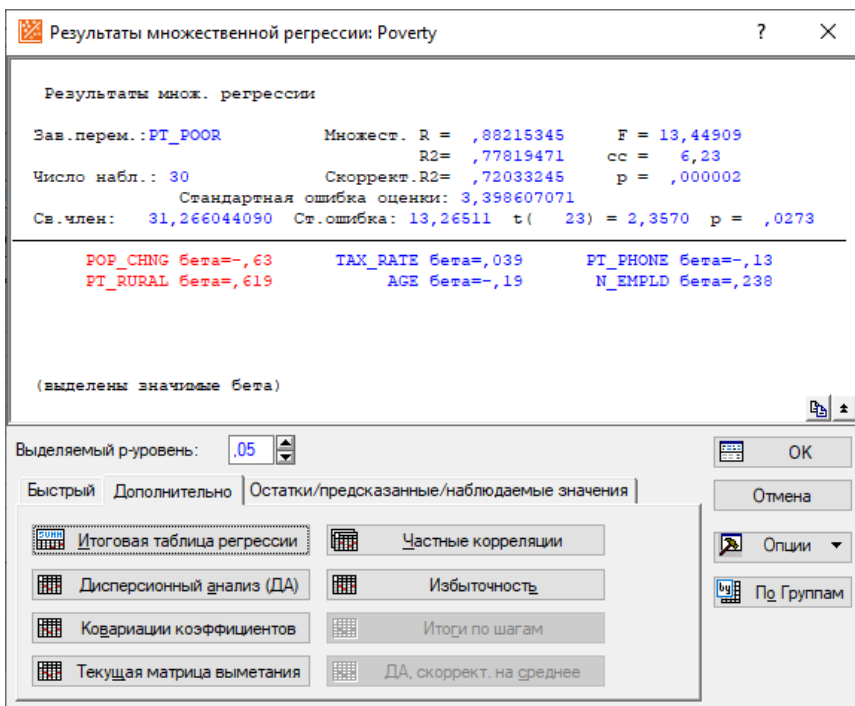 Результаты множественной регрессии: Poverty ? ×
Результаты множ. регрессии
Зав.перем.:PT_POOR Множест. R = ,88215345 F = 13,44909
R2= ,77819471 сс = 6,23
Число набл.: 30 Скоррект.R2= ,72033245 p = ,000002
Стандартная ошибка оценки: 3,398607071
Св.член: 31,266044090 Ст.ошибка: 13,26511 t( 23) = 2,3570 p = ,0273
POP_CHNG бета=-,63 TAX_RATE бета=,039 PT_PHONE бета=-,13
PT_RURAL бета=,619 AGE бета=-,19 N_EMPLD бета=,238
(выделены значимые бета)
Выделяемый р-уровень: ,05
OK
Быстрый Дополнительно Остатки/предсказанные/наблюдаемые значения
Отмена
SUMM Итоговая таблица регрессии Частные корреляции
Опции
Дисперсионный анализ (ДА) Избыточность
by По Группам
Ковариации коэффициентов Итоги по шагам
Текущая матрица выметания ДА, скоррект. на среднее